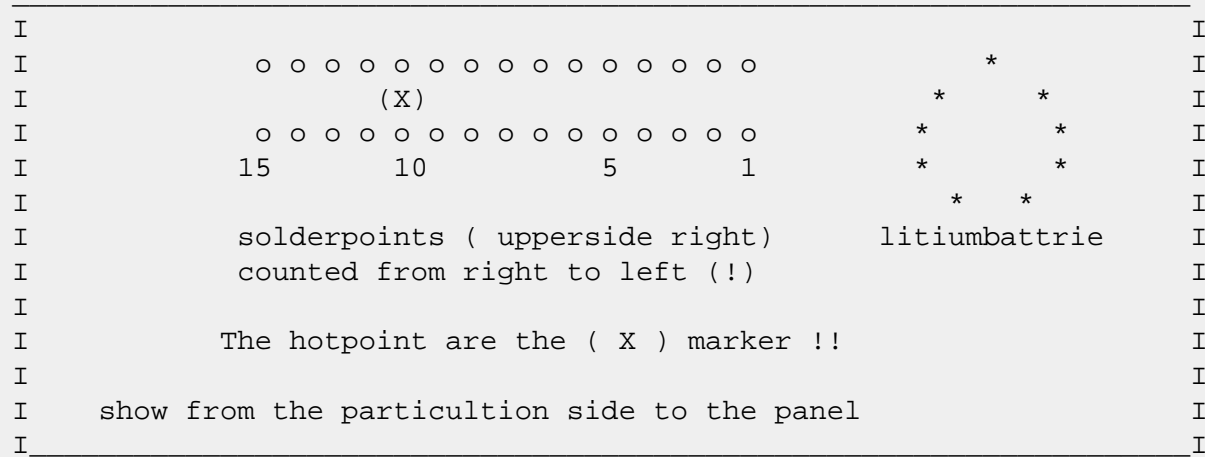 I I
I o o o o o o o o o o o o o o o * I
I (X) * * I
I o o o o o o o o o o o o o o o * * I
I 15 10 5 1 * * I
I * * I
I solderpoints ( upperside right) litiumbattrie I
I counted from right to left (!) I
I I
I The hotpoint are the ( X ) marker !! I
I I
I show from the particultion side to the panel I
I_____________________________________________________________________I